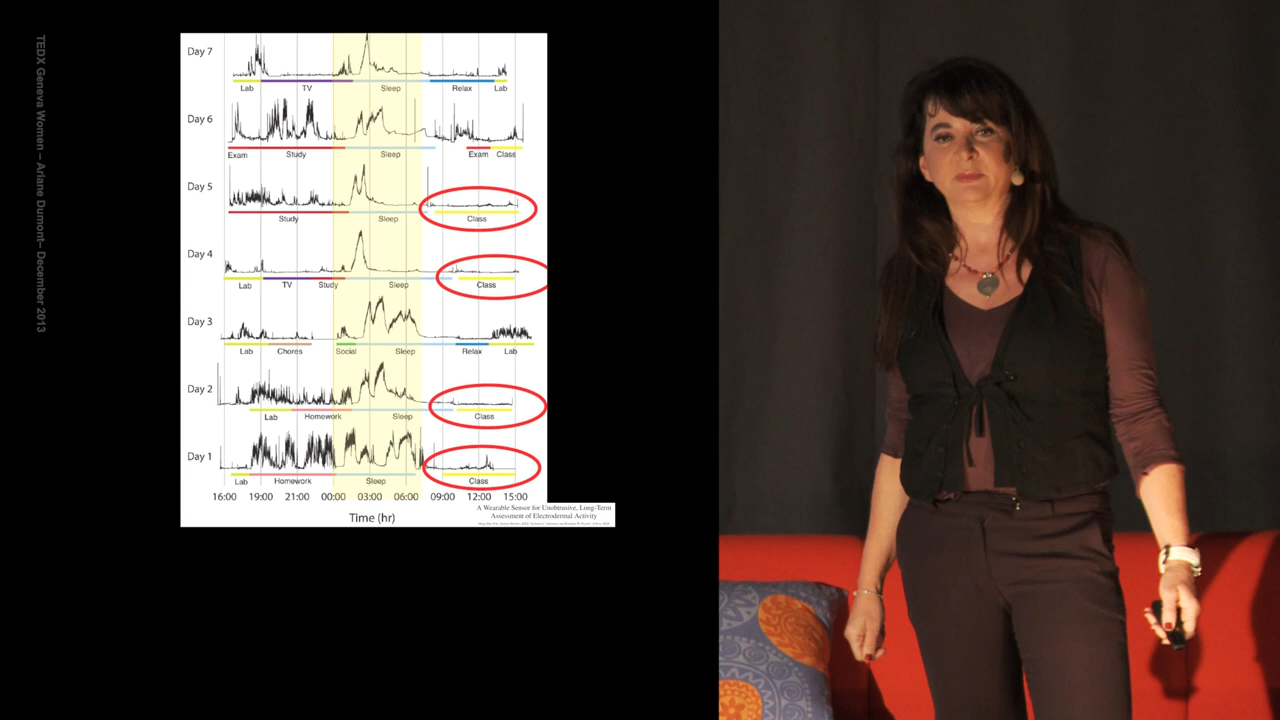 TEDX Geneva Women – Ariane Dumont– December 2013
Day 7
Lab TV Sleep Relax Lab
Day 6
Exam Study Sleep Exam Class
Day 5
Study Sleep Class
Day 4
Lab TV Study Sleep Class
Day 3
Lab Chores Social Sleep Relax Lab
Day 2
Lab Homework Sleep Class
Day 1
Lab Homework Sleep Class
16:00 19:00 21:00 00:00 03:00 06:00 09:00 12:00 15:00
Time (hr)
A Wearable Sensor for Unobtrusive, Long-Term
Assessment of Electrodermal Activity